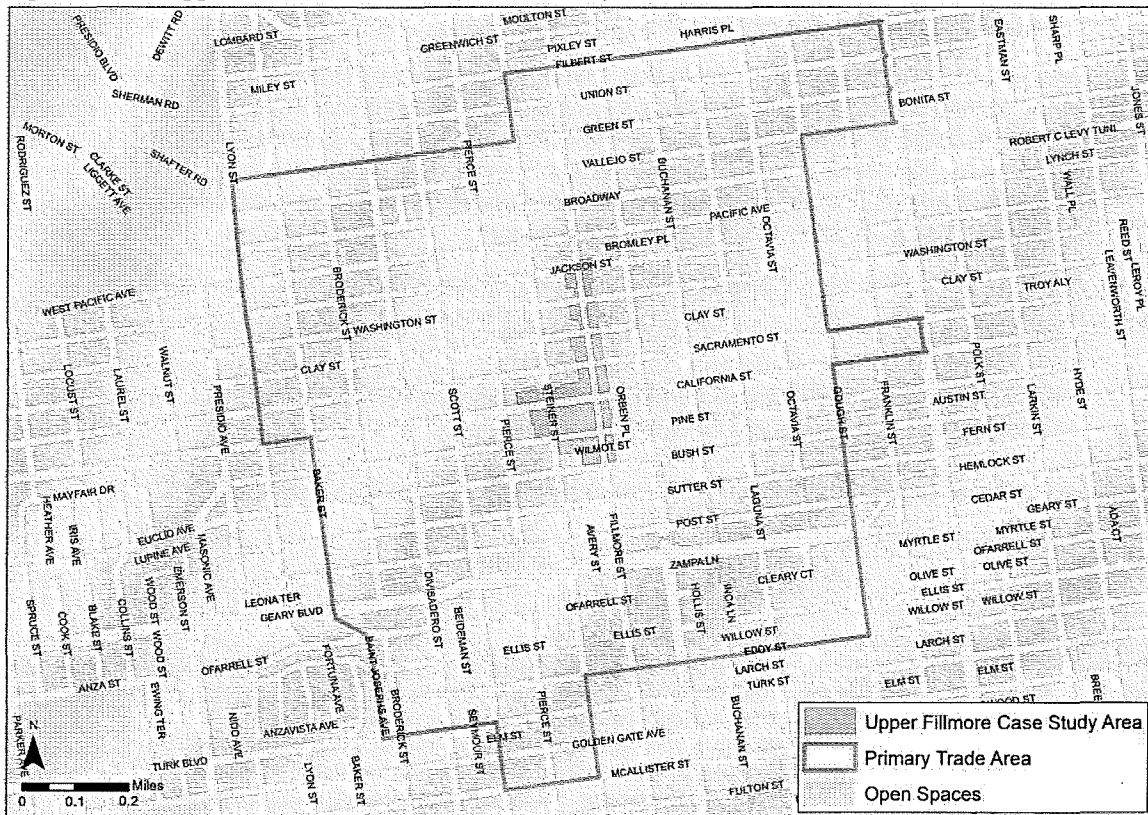 MOULTON ST
HARRIS PL
PRESIDIO BLVD
DEWITT RD
LOMBARD ST
GREENWICH ST
PIXLEY ST
FILBERT ST
EASTMAN ST
SHARP PL
MILEY ST
UNION ST
JONES ST
SHERMAN RD
BONITA ST
GREEN ST
MORTON ST
ROBERT C LEVY TUNL
LYON ST
PIERCE ST
VALLEJO ST
BUCHANAN ST
LYNCH ST
RODRIGUEZ ST
CLARKE ST
LIGGETT AVE
SHAFTER RD
WALL PL
BROADWAY
PACIFIC AVE
OCTAVIA ST
BROMLEY PL
WASHINGTON ST
REED ST
JACKSON ST
CLAY ST
TROY ALY
LEAVENWORTH ST
LEROY PL
WEST PACIFIC AVE
BRODERICK ST
WASHINGTON ST
CLAY ST
SACRAMENTO ST
CLAY ST
LOCUST ST
LAUREL ST
WALNUT ST
PRESIDIO AVE
SCOTT ST
PIERCE ST
STEINER ST
ORBEN PL
CALIFORNIA ST
OCTAVIA ST
GOUGH ST
FRANKLIN ST
POLK ST
AUSTIN ST
LARKIN ST
HYDE ST
PINE ST
FERN ST
WILMOT ST
BUSH ST
HEMLOCK ST
MAYFAIR DR
BAKER ST
SUTTER ST
CEDAR ST
GEARY ST
HEATHER AVE
IRIS AVE
EUCLID AVE
LUPINE AVE
MASONIC AVE
AVERY ST
FILLMORE ST
POST ST
LAGUNA ST
MYRTLE ST
MYRTLE ST
OFARRELL ST
ADA CT
ZAMPA LN
CLEARY CT
OLIVE ST
OLIVE ST
ELLIS ST
SPRUCE ST
COOK ST
BLAKE ST
COLLINS ST
WOOD ST
WOOD ST
EMERSON ST
LEONA TER
GEARY BLVD
DIVISADERO ST
BEIDEMAN ST
OFARRELL ST
HOLLIS ST
INCA LN
WILLOW ST
WILLOW ST
ELLIS ST
WILLOW ST
EDDY ST
LARCH ST
ELLIS ST
OFARRELL ST
FORTUNA AVE
SAINT JOSEPHS AVE
LARCH ST
TURK ST
ELM ST
ELM ST
ANZA ST
EWING TER
NIDO AVE
ANZAVISTA AVE
BRODERICK ST
SEYMOUR ST
PIERCE ST
ELM ST
BUCHANAN ST
GOLDEN GATE AVE
N
PARKER AVE
TURK BLVD
LYON ST
BAKER ST
MCALLISTER ST
FULTON ST
0 0.1 0.2 Miles
Upper Fillmore Case Study Area
Primary Trade Area
Open Spaces